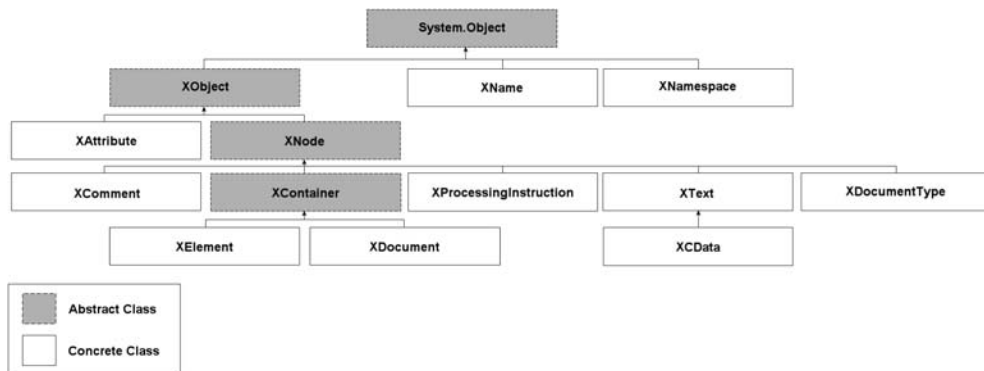 System.Object
XObject
XName
XNamespace
XAttribute
XNode
XComment
XContainer
XProcessingInstruction
XText
XDocumentType
XElement
XDocument
XCData
Abstract Class
Concrete Class